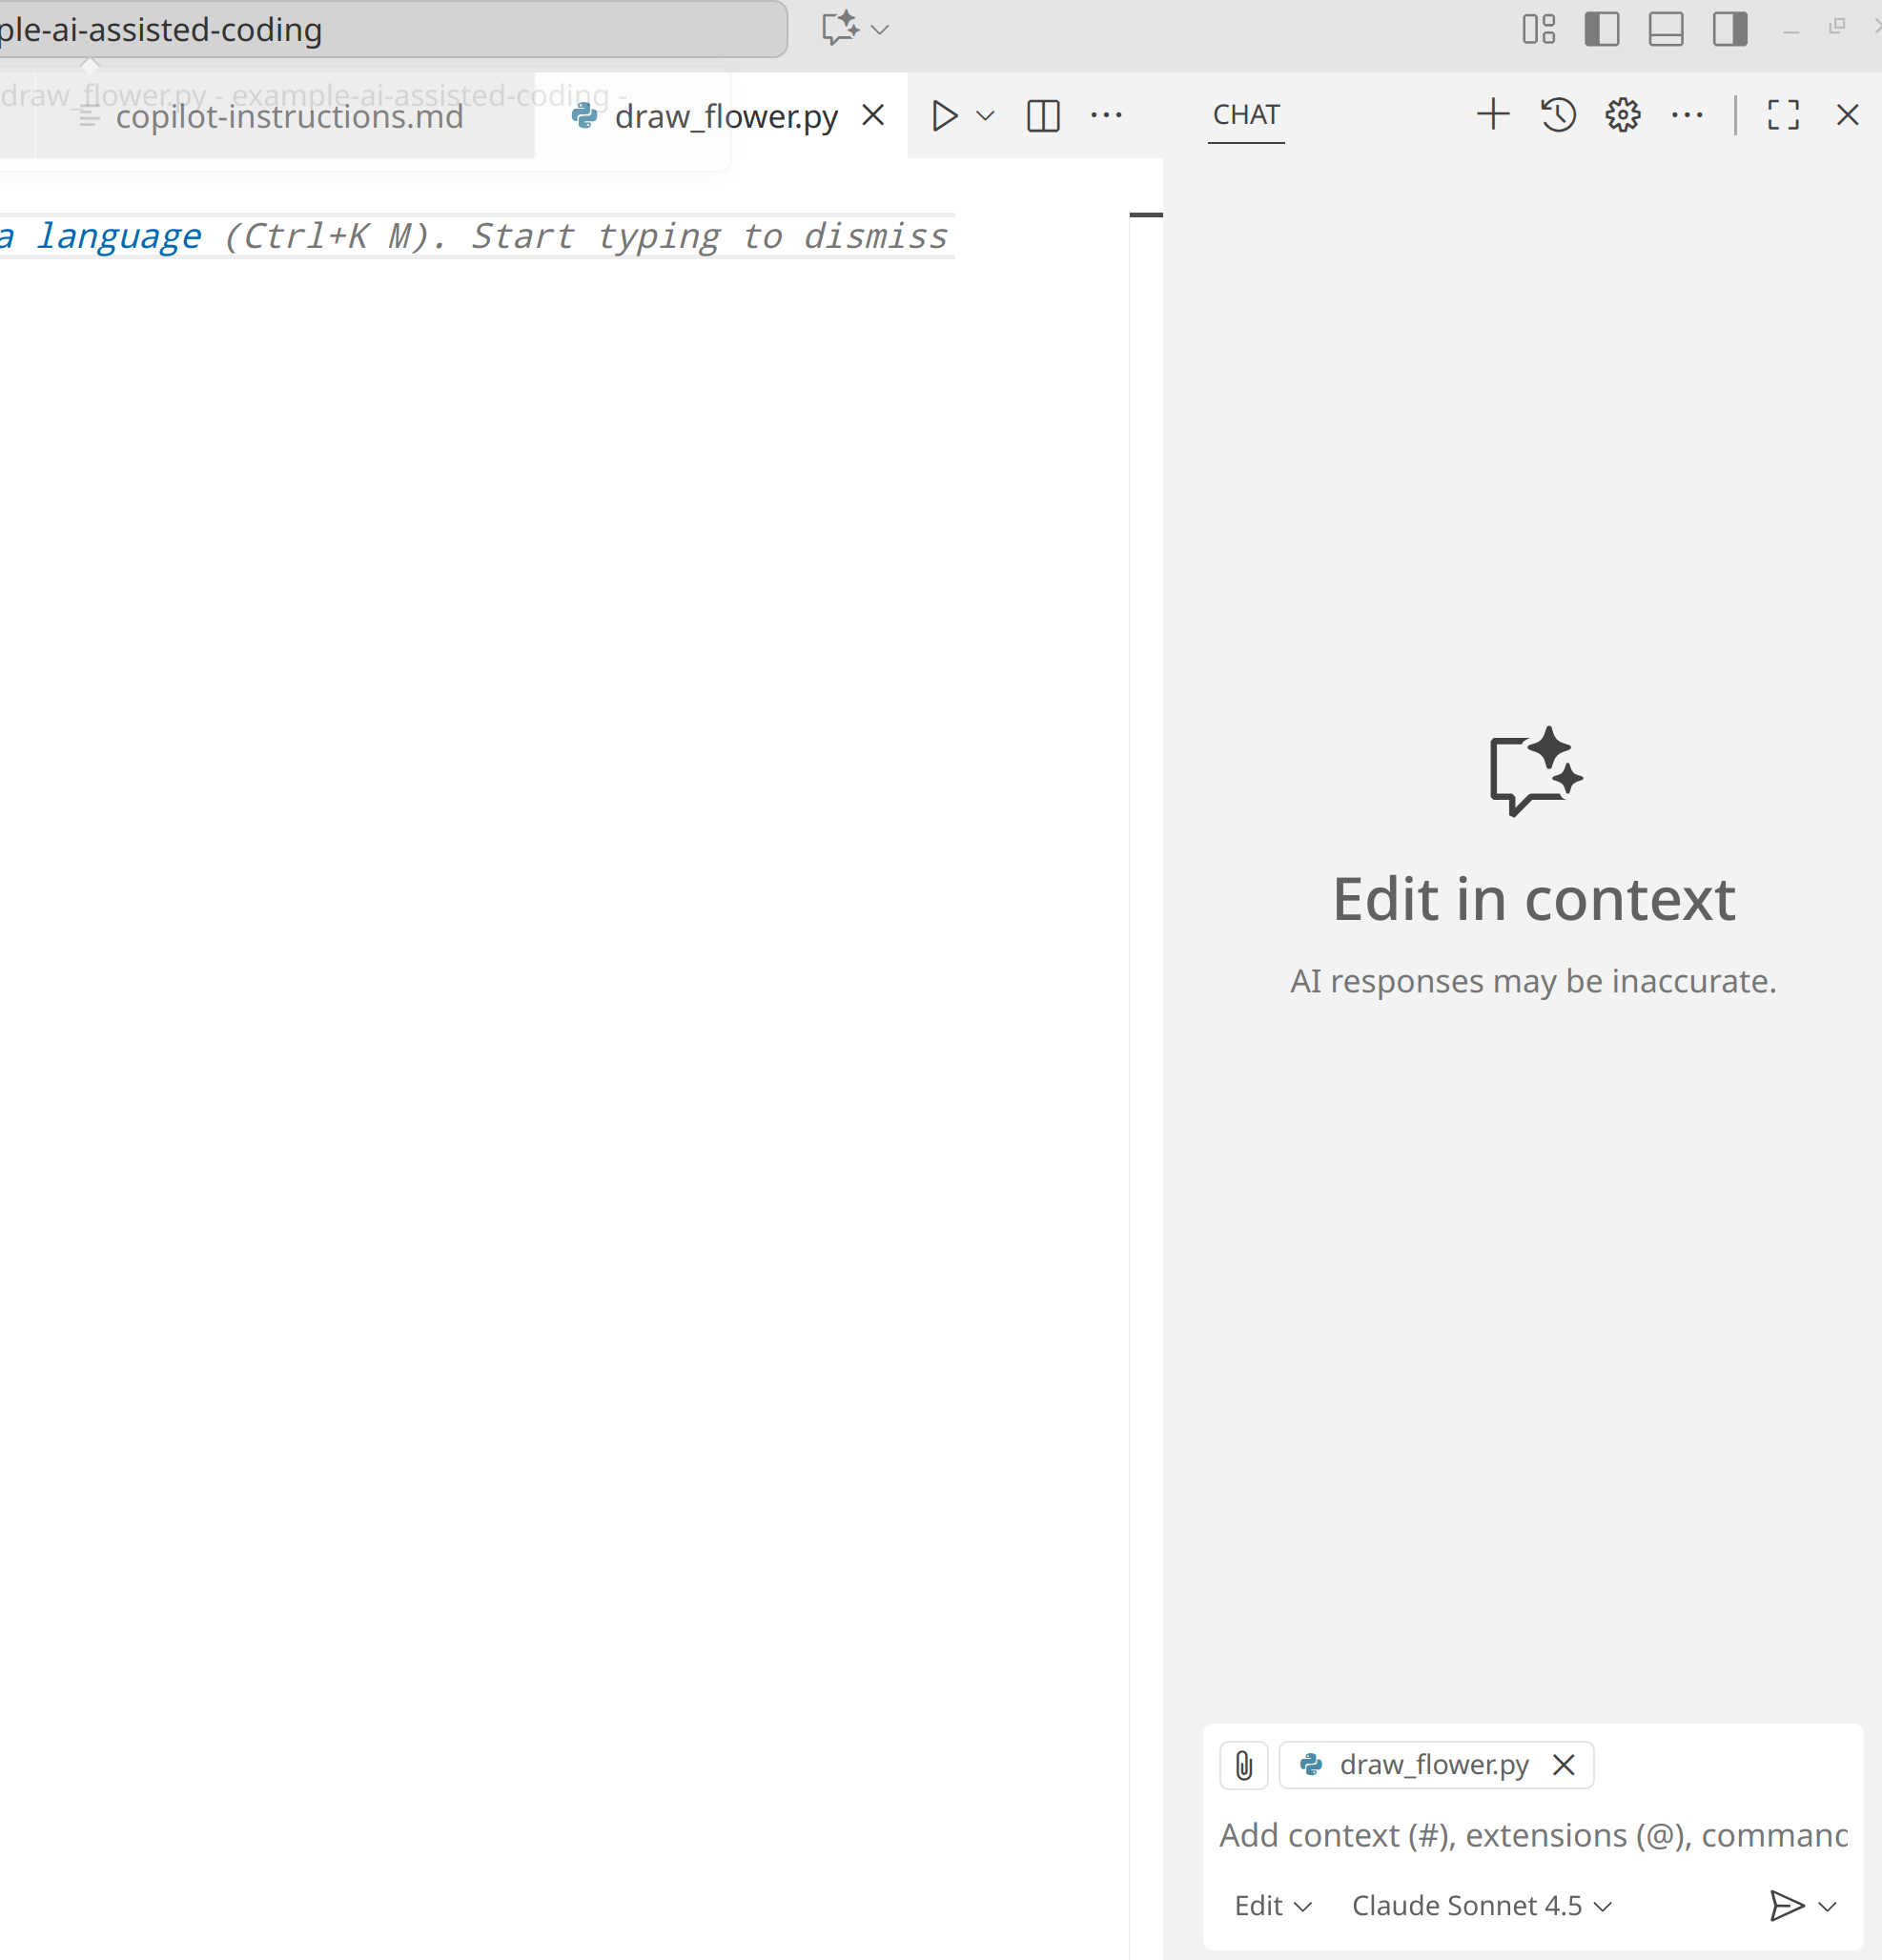 ple-ai-assisted-coding
draw_flower.py - example-ai-assisted-coding -
copilot-instructions.md
draw_flower.py
CHAT
a language (Ctrl+K M). Start typing to dismiss
Edit in context
AI responses may be inaccurate.
draw_flower.py
Add context (#), extensions (@), commanc
Edit
Claude Sonnet 4.5